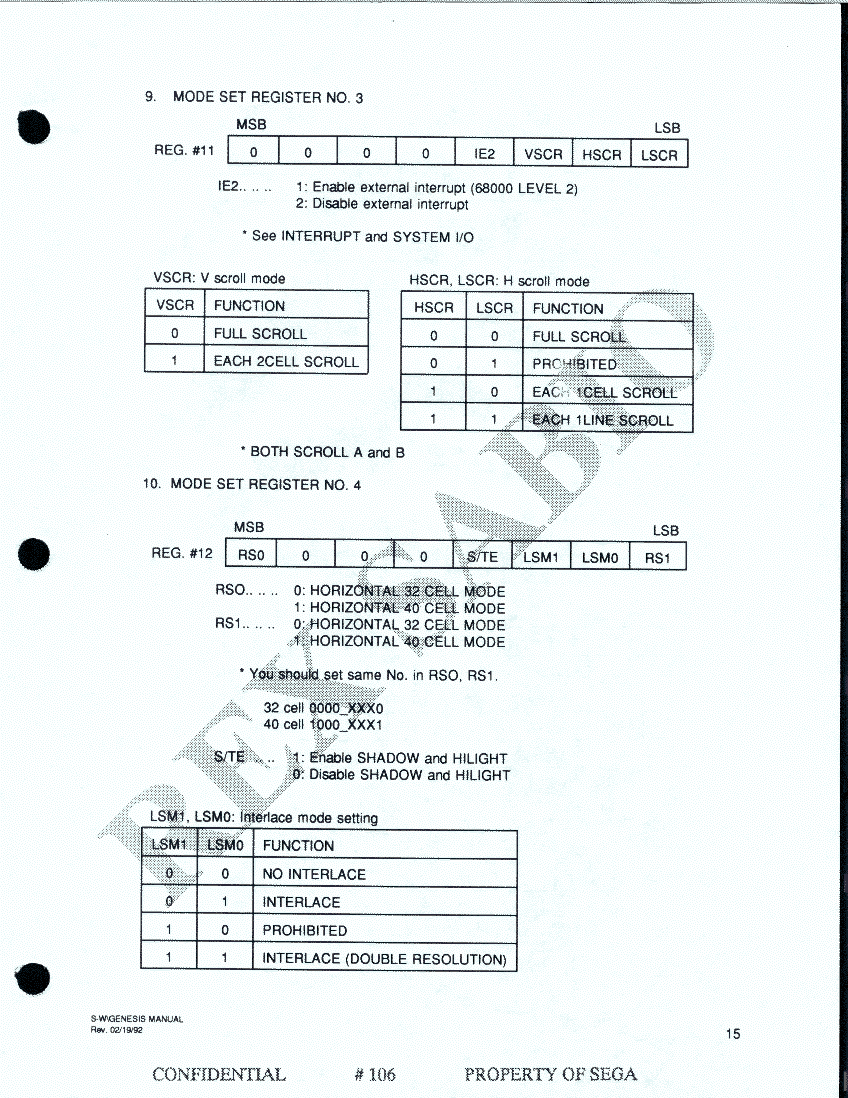 9. MODE SET REGISTER NO. 3
MSB LSB
REG. #11 0 0 0 0 IE2 VSCR HSCR LSCR
IE2.. .. .. 1: Enable external interrupt (68000 LEVEL 2)
2: Disable external interrupt
* See INTERRUPT and SYSTEM I/O
VSCR: V scroll mode
VSCR FUNCTION
0 FULL SCROLL
1 EACH 2CELL SCROLL
HSCR, LSCR: H scroll mode
HSCR LSCR FUNCTION
0 0 FULL SCROLL
0 1 PROHIBITED
1 0 EACH 1CELL SCROLL
1 1 EACH 1LINE SCROLL
* BOTH SCROLL A and B
10. MODE SET REGISTER NO. 4
MSB LSB
REG. #12 RS0 0 0 0 S/TE LSM1 LSM0 RS1
RSO.. .. .. 0: HORIZONTAL 32 CELL MODE
1: HORIZONTAL 40 CELL MODE
RS1.. .. .. 0: HORIZONTAL 32 CELL MODE
1: HORIZONTAL 40 CELL MODE
* You should set same No. in RSO, RS1.
32 cell 0000_XXX0
40 cell 1000_XXX1
S/TE .. .. 1: Enable SHADOW and HILIGHT
0: Disable SHADOW and HILIGHT
LSM1, LSM0: Interlace mode setting
LSM1 LSM0 FUNCTION
0 0 NO INTERLACE
0 1 INTERLACE
1 0 PROHIBITED
1 1 INTERLACE (DOUBLE RESOLUTION)
REX SABIO
S-W\GENESIS MANUAL
Rev. 02/19/92
15
CONFIDENTIAL # 106 PROPERTY OF SEGA